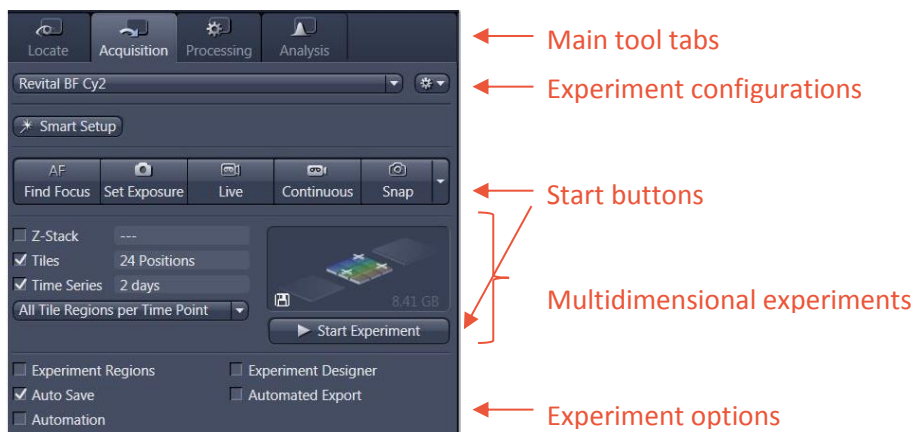 Locate Acquisition Processing Analysis Main tool tabs
Revital BF Cy2 Experiment configurations
Smart Setup
AF
Find Focus Set Exposure Live Continuous Snap Start buttons
Z-Stack ---
Tiles 24 Positions
Time Series 2 days
8.41 GB Multidimensional experiments
All Tile Regions per Time Point
Start Experiment
Experiment Regions Experiment Designer
Auto Save Automated Export
Automation Experiment options